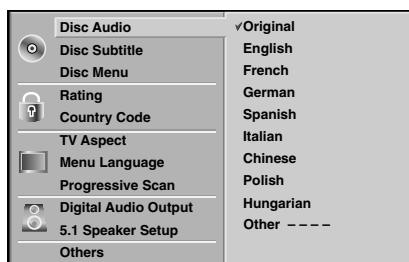 Disc Audio
Disc Subtitle
Disc Menu
Rating
Country Code
TV Aspect
Menu Language
Progressive Scan
Digital Audio Output
5.1 Speaker Setup
Others
✓Original
English
French
German
Spanish
Italian
Chinese
Polish
Hungarian
Other – – – –